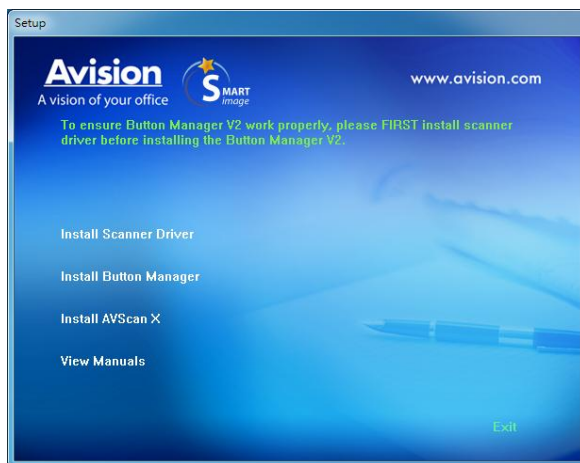 Setup
Avision
A vision of your office
SMART
Image
www.avision.com
To ensure Button Manager V2 work properly, please FIRST install scanner
driver before installing the Button Manager V2.
Install Scanner Driver
Install Button Manager
Install AVScan X
View Manuals
Exit